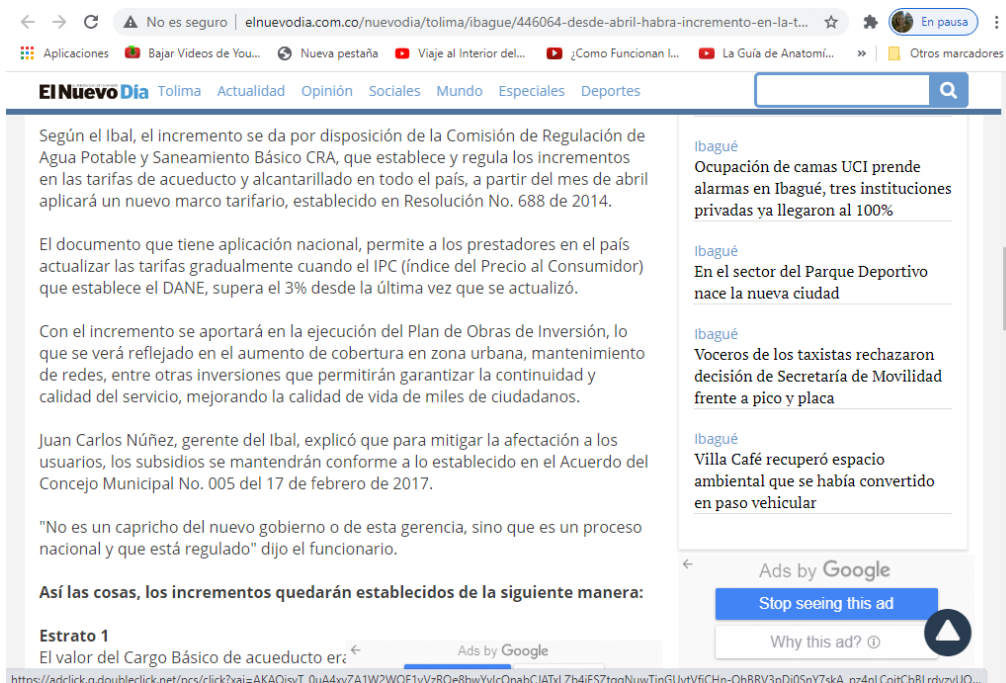 No es seguro | elnuevodia.com.co/nuevodia/tolima/ibague/446064-desde-abril-habra-incremento-en-la-t...
En pausa
Aplicaciones Bajar Videos de You... Nueva pestaña Viaje al Interior del... ¿Como Funcionan l... La Guía de Anatomí... » Otros marcadores
El Nuevo Día Tolima Actualidad Opinión Sociales Mundo Especiales Deportes
Según el Ibal, el incremento se da por disposición de la Comisión de Regulación de
Agua Potable y Saneamiento Básico CRA, que establece y regula los incrementos
en las tarifas de acueducto y alcantarillado en todo el país, a partir del mes de abril
aplicará un nuevo marco tarifario, establecido en Resolución No. 688 de 2014.
El documento que tiene aplicación nacional, permite a los prestadores en el país
actualizar las tarifas gradualmente cuando el IPC (índice del Precio al Consumidor)
que establece el DANE, supera el 3% desde la última vez que se actualizó.
Con el incremento se aportará en la ejecución del Plan de Obras de Inversión, lo
que se verá reflejado en el aumento de cobertura en zona urbana, mantenimiento
de redes, entre otras inversiones que permitirán garantizar la continuidad y
calidad del servicio, mejorando la calidad de vida de miles de ciudadanos.
Juan Carlos Núñez, gerente del Ibal, explicó que para mitigar la afectación a los
usuarios, los subsidios se mantendrán conforme a lo establecido en el Acuerdo del
Concejo Municipal No. 005 del 17 de febrero de 2017.
"No es un capricho del nuevo gobierno o de esta gerencia, sino que es un proceso
nacional y que está regulado" dijo el funcionario.
Así las cosas, los incrementos quedarán establecidos de la siguiente manera:
Estrato 1
El valor del Cargo Básico de acueducto era
Ads by Google
Ibagué
Ocupación de camas UCI prende
alarmas en Ibagué, tres instituciones
privadas ya llegaron al 100%
Ibagué
En el sector del Parque Deportivo
nace la nueva ciudad
Ibagué
Voceros de los taxistas rechazaron
decisión de Secretaría de Movilidad
frente a pico y placa
Ibagué
Villa Café recuperó espacio
ambiental que se había convertido
en paso vehicular
Ads by Google
Stop seeing this ad
Why this ad?